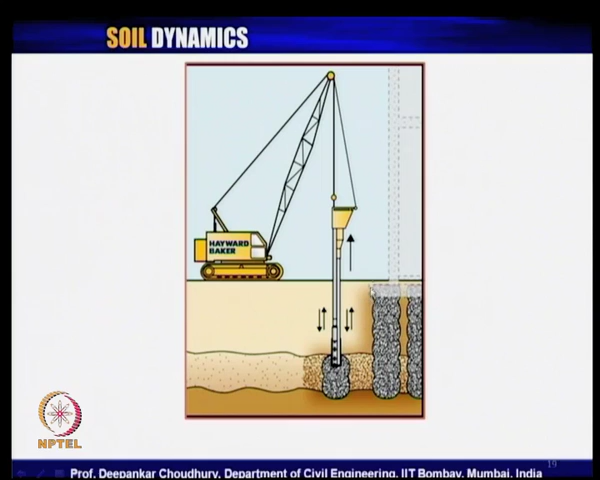 SOIL DYNAMICS
HAYWARD
BAKER
NPTEL
19
Prof. Deepankar Choudhury, Department of Civil Engineering, IIT Bombay, Mumbai, India